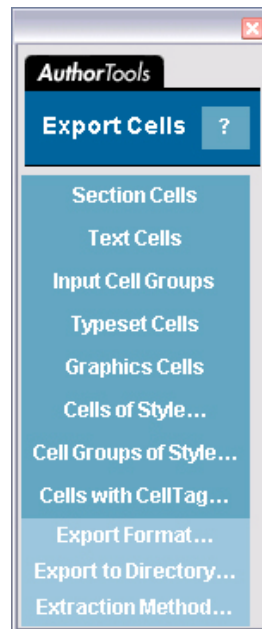 AuthorTools
Export Cells ?
Section Cells
Text Cells
Input Cell Groups
Typeset Cells
Graphics Cells
Cells of Style...
Cell Groups of Style...
Cells with CellTag...
Export Format...
Export to Directory...
Extraction Method...